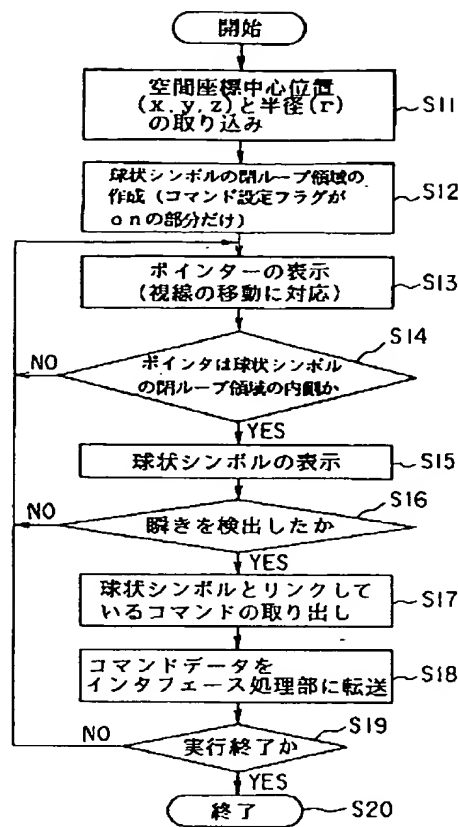 開始
空間座標中心位置
(x.y.z)と半径(r)
の取り込み
S11
球状シンボルの閉ループ領域の
作成(コマンド設定フラグが
onの部分だけ)
S12
ポインターの表示
(視線の移動に対応)
S13
S14
NO
ポインタは球状シンボル
の閉ループ領域の内側か
YES
球状シンボルの表示
S15
S16
NO
瞬きを検出したか
YES
球状シンボルとリンクして
いるコマンドの取り出し
S17
コマンドデータを
インタフェース処理部に転送
S18
S19
NO
実行終了か
YES
終了
S20